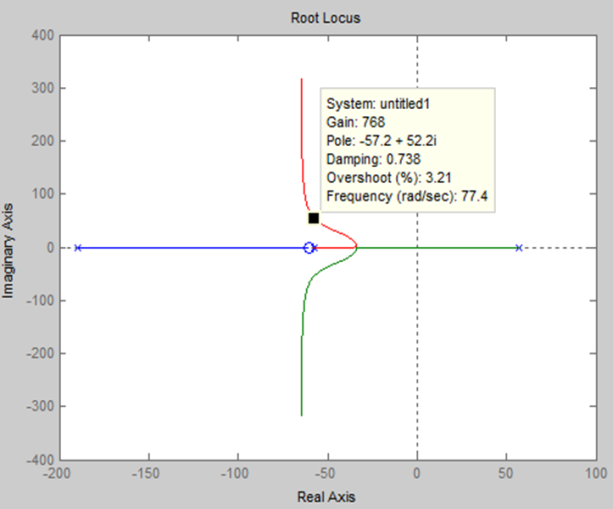 Root Locus
400
300
200
100
0
-100
-200
-300
-400
-200
-150
-100
-50
0
50
100
Real Axis
Imaginary Axis
System: untitled1
Gain: 768
Pole: -57.2 + 52.2i
Damping: 0.738
Overshoot (%): 3.21
Frequency (rad/sec): 77.4